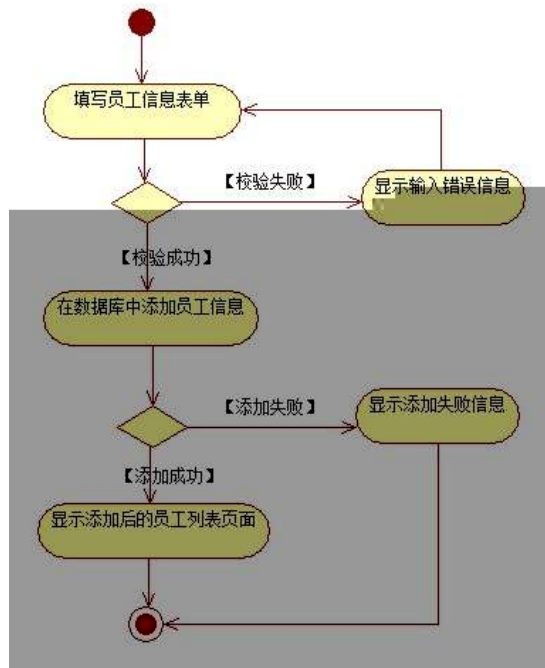 填写员工信息表单
【校验失败】
显示输入错误信息
【校验成功】
在数据库中添加员工信息
【添加失败】
显示添加失败信息
【添加成功】
显示添加后的员工列表页面